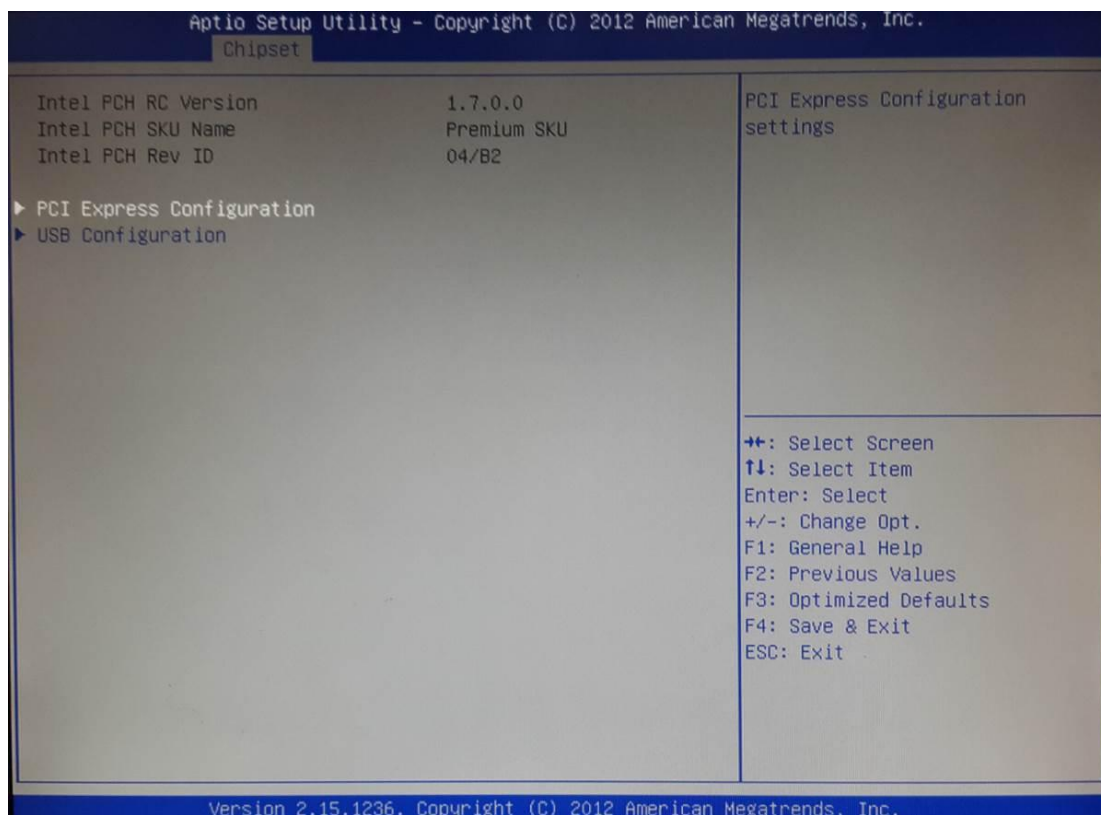 Aptio Setup Utility – Copyright (C) 2012 American Megatrends, Inc.
Chipset
Intel PCH RC Version 1.7.0.0
Intel PCH SKU Name Premium SKU
Intel PCH Rev ID 04/B2
► PCI Express Configuration
► USB Configuration
PCI Express Configuration
settings
→←: Select Screen
↑↓: Select Item
Enter: Select
+/-: Change Opt.
F1: General Help
F2: Previous Values
F3: Optimized Defaults
F4: Save & Exit
ESC: Exit
Version 2.15.1236. Copyright (C) 2012 American Megatrends, Inc.